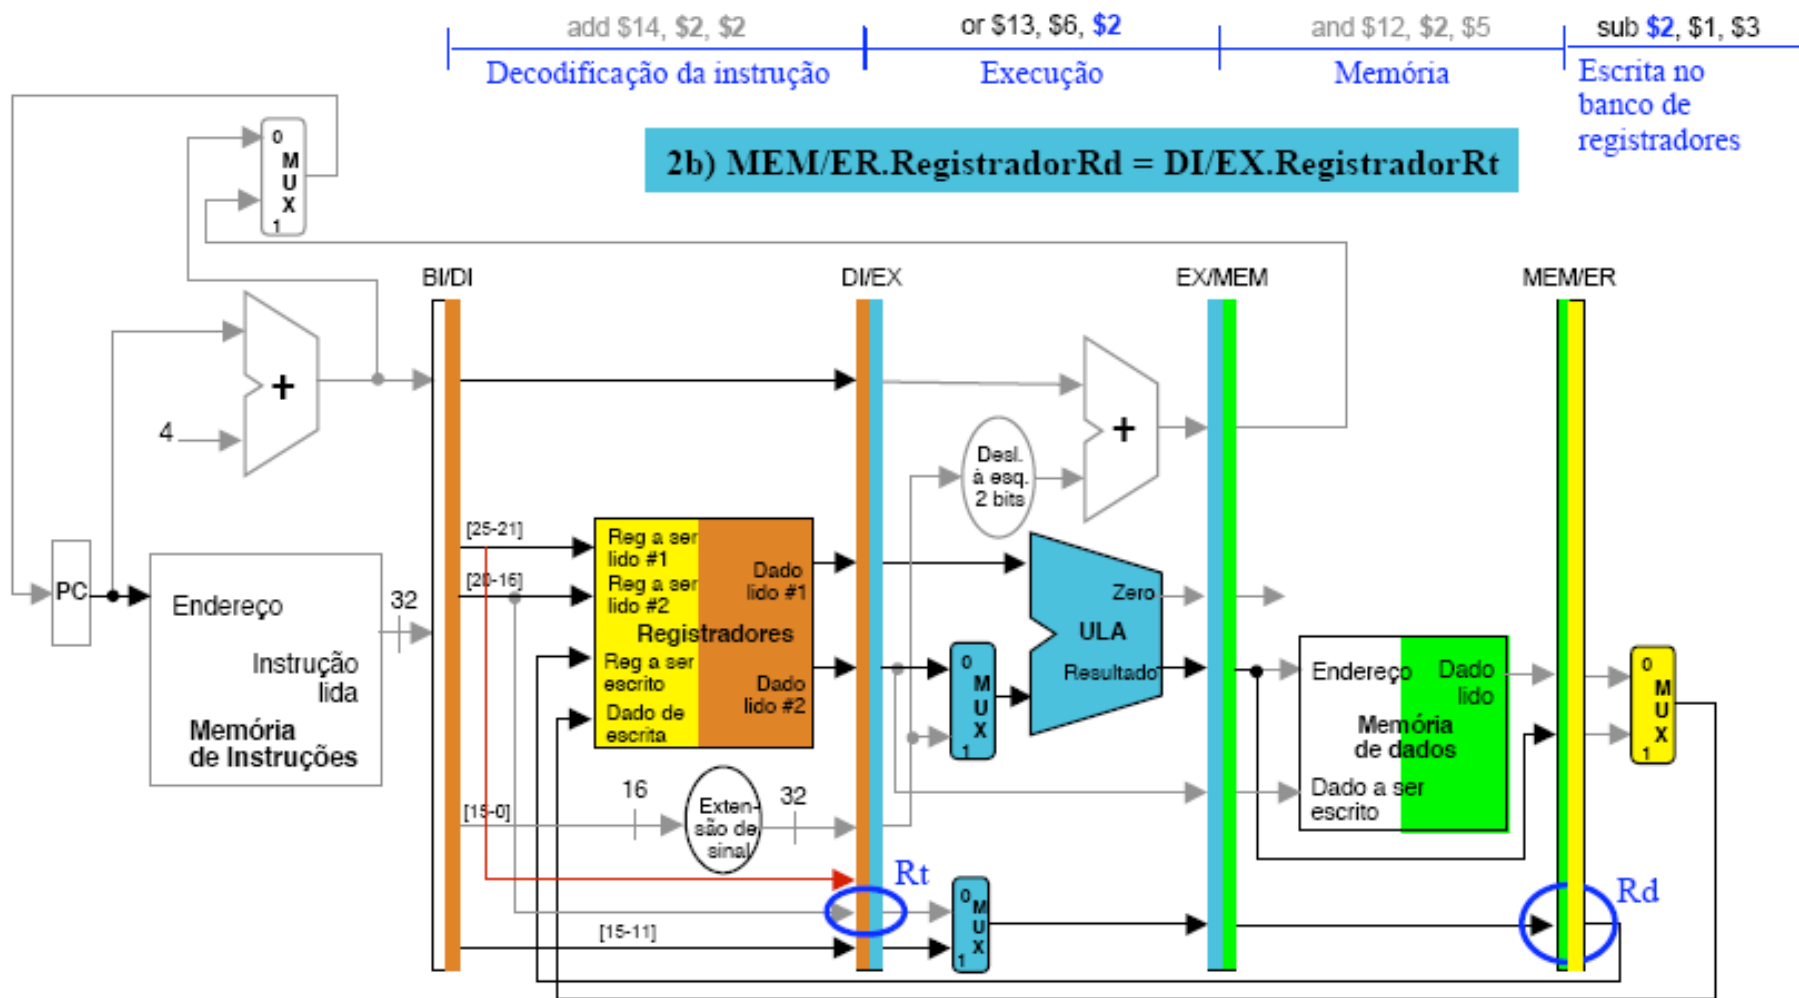 add $14, $2, $2
or $13, $6, $2
and $12, $2, $5
sub $2, $1, $3
Decodificação da instrução
Execução
Memória
Escrita no
banco de
registradores
2b) MEM/ER.RegistradorRd = DI/EX.RegistradorRt
0
M
U
X
1
BI/DI
DI/EX
EX/MEM
MEM/ER
+
4
+
Desl.
à esq.
2 bits
[25-21]
[20-16]
PC
Endereço
32
Instrução
lida
Memória
de Instruções
Reg a ser
lido #1
Reg a ser
lido #2
Dado
lido #1
Registradores
Reg a ser
escrito
Dado
lido #2
Dado de
escrita
Zero
ULA
Resultado
0
M
U
X
1
Endereço
Dado
lido
Memória
de dados
Dado a ser
escrito
0
M
U
X
1
[15-0]
16
Exten-
são de
sinal
32
Rt
Rd
0
M
U
X
1
[15-11]